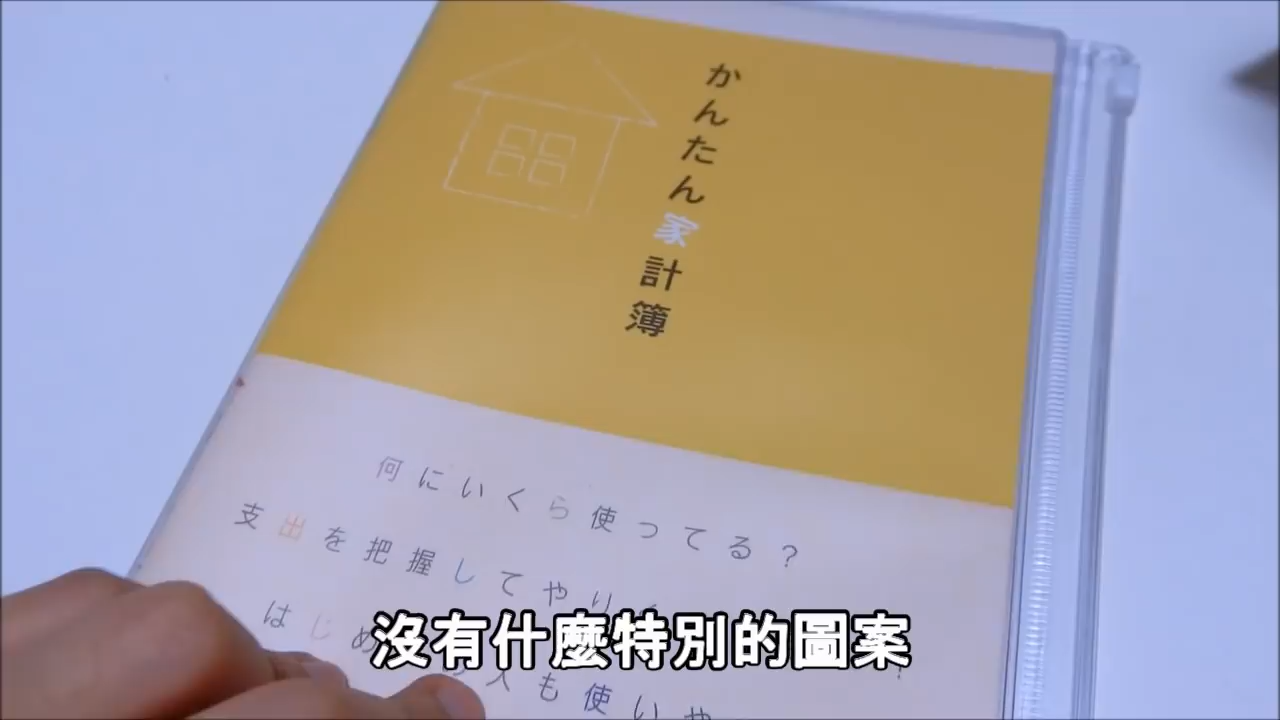 かんたん家計簿
何にいくら使ってる?
支出を把握してやり
はじめ
人も使いや
沒有什麼特別的圖案